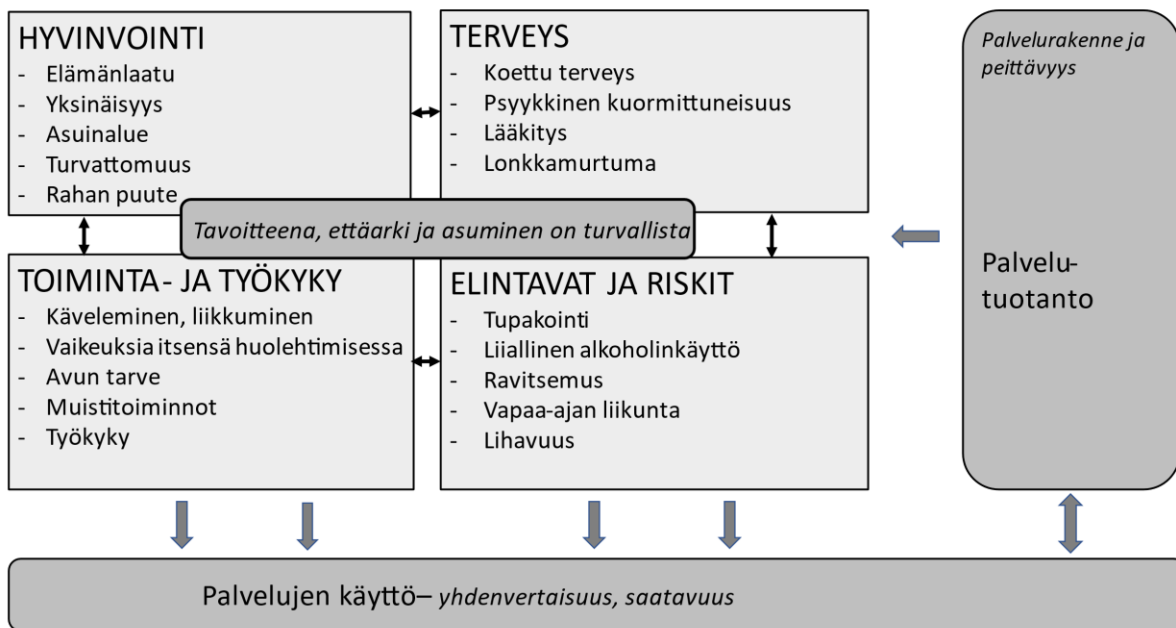 HYVINVOINTI
- Elämänlaatu
- Yksinäisyys
- Asuinalue
- Turvattomuus
- Rahan puute
TERVEYS
- Koettu terveys
- Psyykkinen kuormittuneisuus
- Lääkitys
- Lonkkamurtuma
Tavoitteena, ettäarki ja asuminen on turvallista
TOIMINTA- JA TYÖKYKY
- Käveleminen, liikkuminen
- Vaikeuksia itsensä huolehtimisessa
- Avun tarve
- Muistitoiminnot
- Työkyky
ELINTAVAT JA RISKIT
- Tupakointi
- Liiallinen alkoholinkäyttö
- Ravitsemus
- Vapaa-ajan liikunta
- Lihavuus
Palvelurakenne ja
peittävyys
Palvelu-
tuotanto
Palvelujen käyttö– yhdenvertaisuus, saatavuus